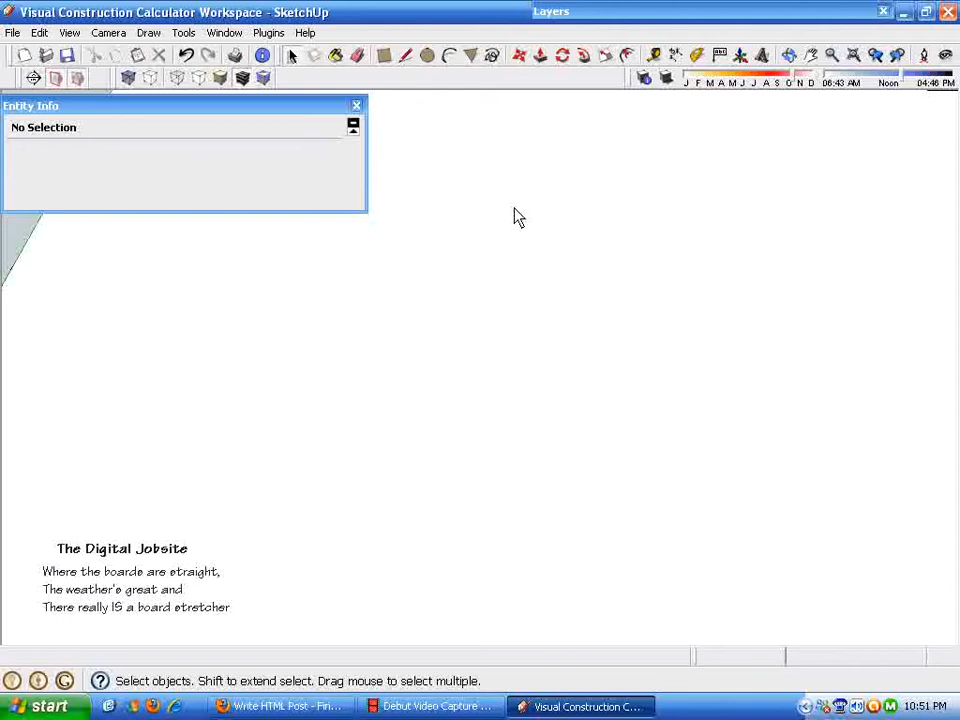 Visual Construction Calculator Workspace - SketchUp
Layers
File Edit View Camera Draw Tools Window Plugins Help
J F M A M J J A S O N D 06:43 AM Noon 04:46 PM
Entity Info
No Selection
The Digital Jobsite
Where the boards are straight,
The weather's great and
There really IS a board stretcher
Select objects. Shift to extend select. Drag mouse to select multiple.
start Write HTML Post - Fin... Debut Video Capture ... Visual Construction C... 10:51 PM